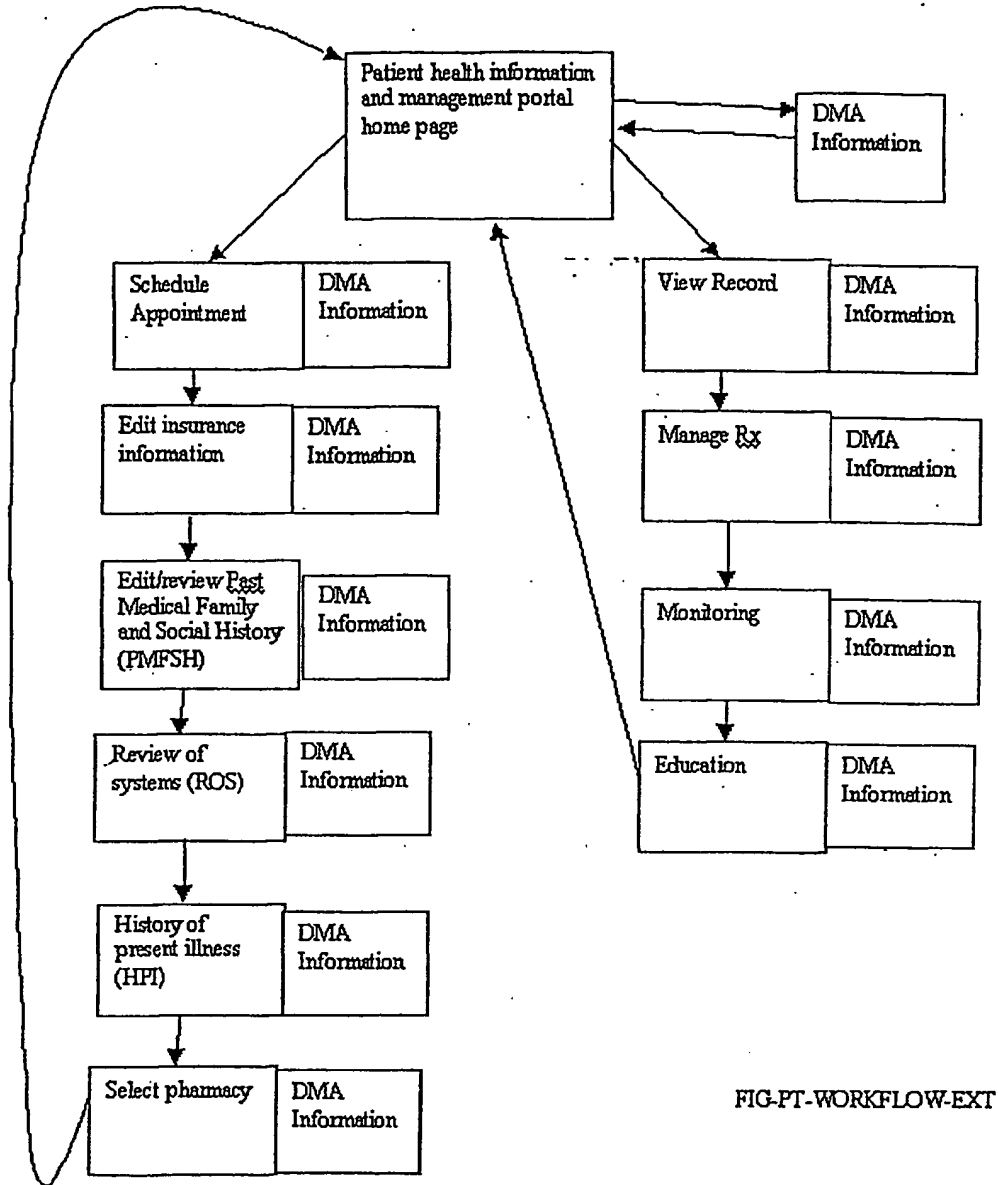 Patient health information
and management portal
home page
DMA
Information
Schedule
Appointment
DMA
Information
View Record
DMA
Information
Edit insurance
information
DMA
Information
Manage Rx
DMA
Information
Edit/review Past
Medical Family
and Social History
(PMFSH)
DMA
Information
Monitoring
DMA
Information
Review of
systems (ROS)
DMA
Information
Education
DMA
Information
History of
present illness
(HPI)
DMA
Information
Select pharmacy
DMA
Information
FIG-PT-WORKFLOW-EXT